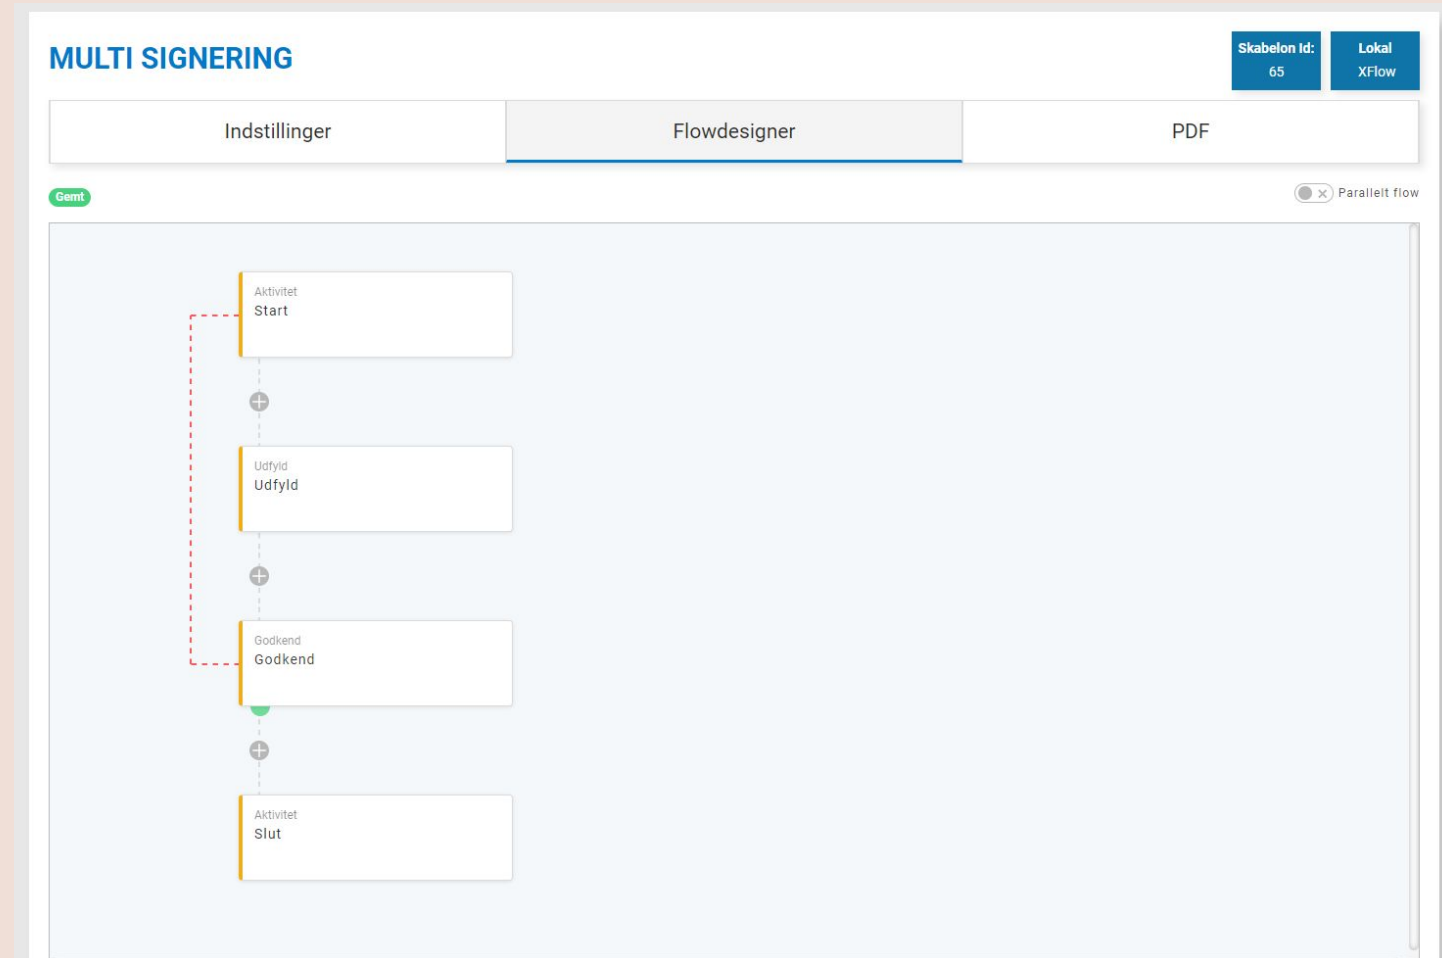 MULTI SIGNERING
Skabelon Id:
65
Lokal
XFlow
Indstillinger
Flowdesigner
PDF
Gemt
Parallelt flow
Aktivitet
Start
Udfyld
Udfyld
Godkend
Godkend
Aktivitet
Slut